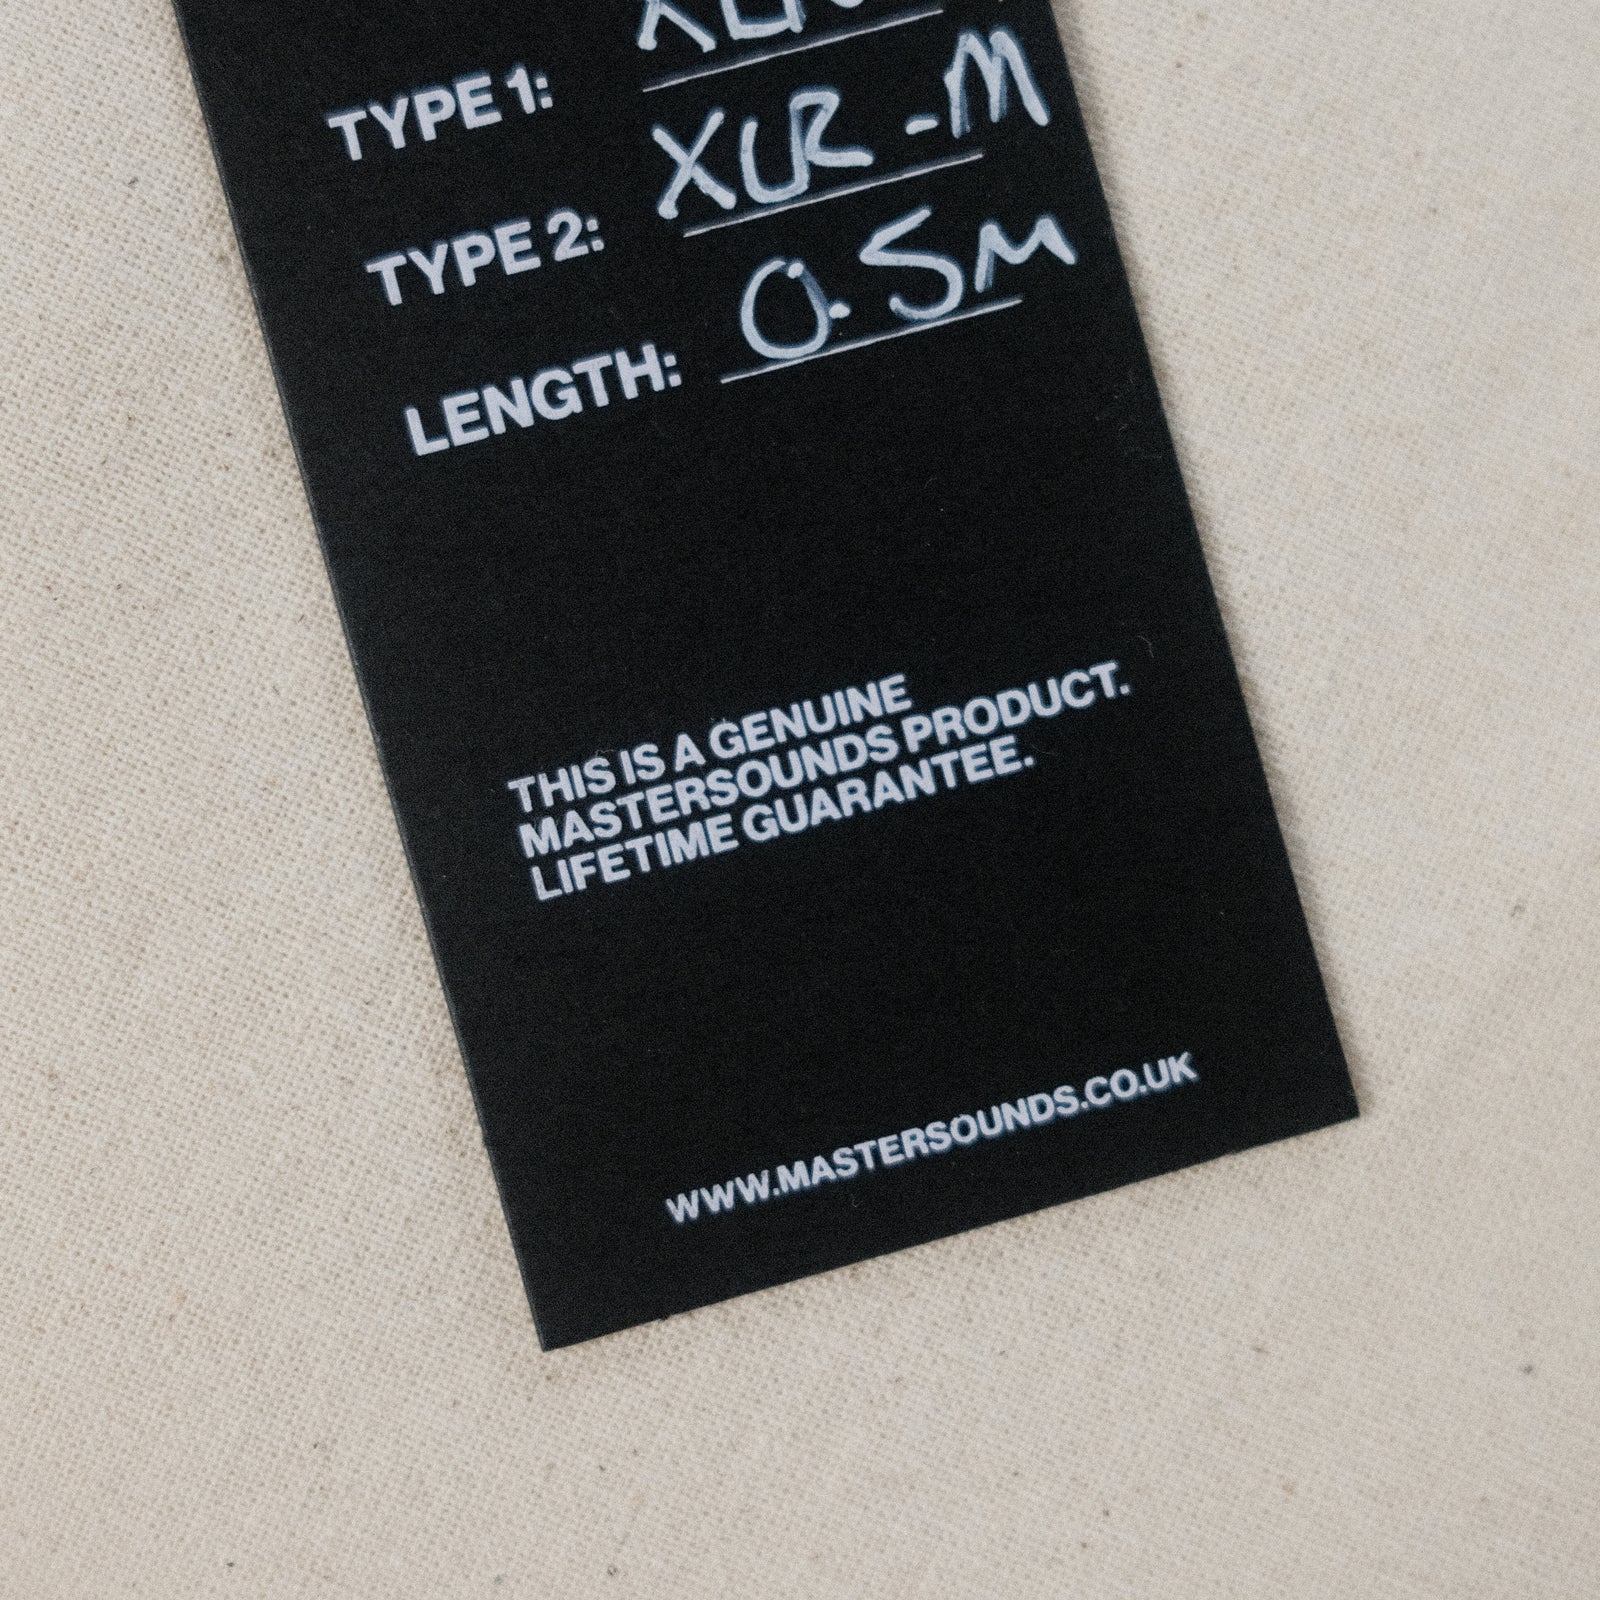 TYPE 1:
TYPE 2: XLR-M
LENGTH: 0.5M
THIS IS A GENUINE
MASTERSOUNDS PRODUCT.
LIFETIME GUARANTEE.
WWW.MASTERSOUNDS.CO.UK